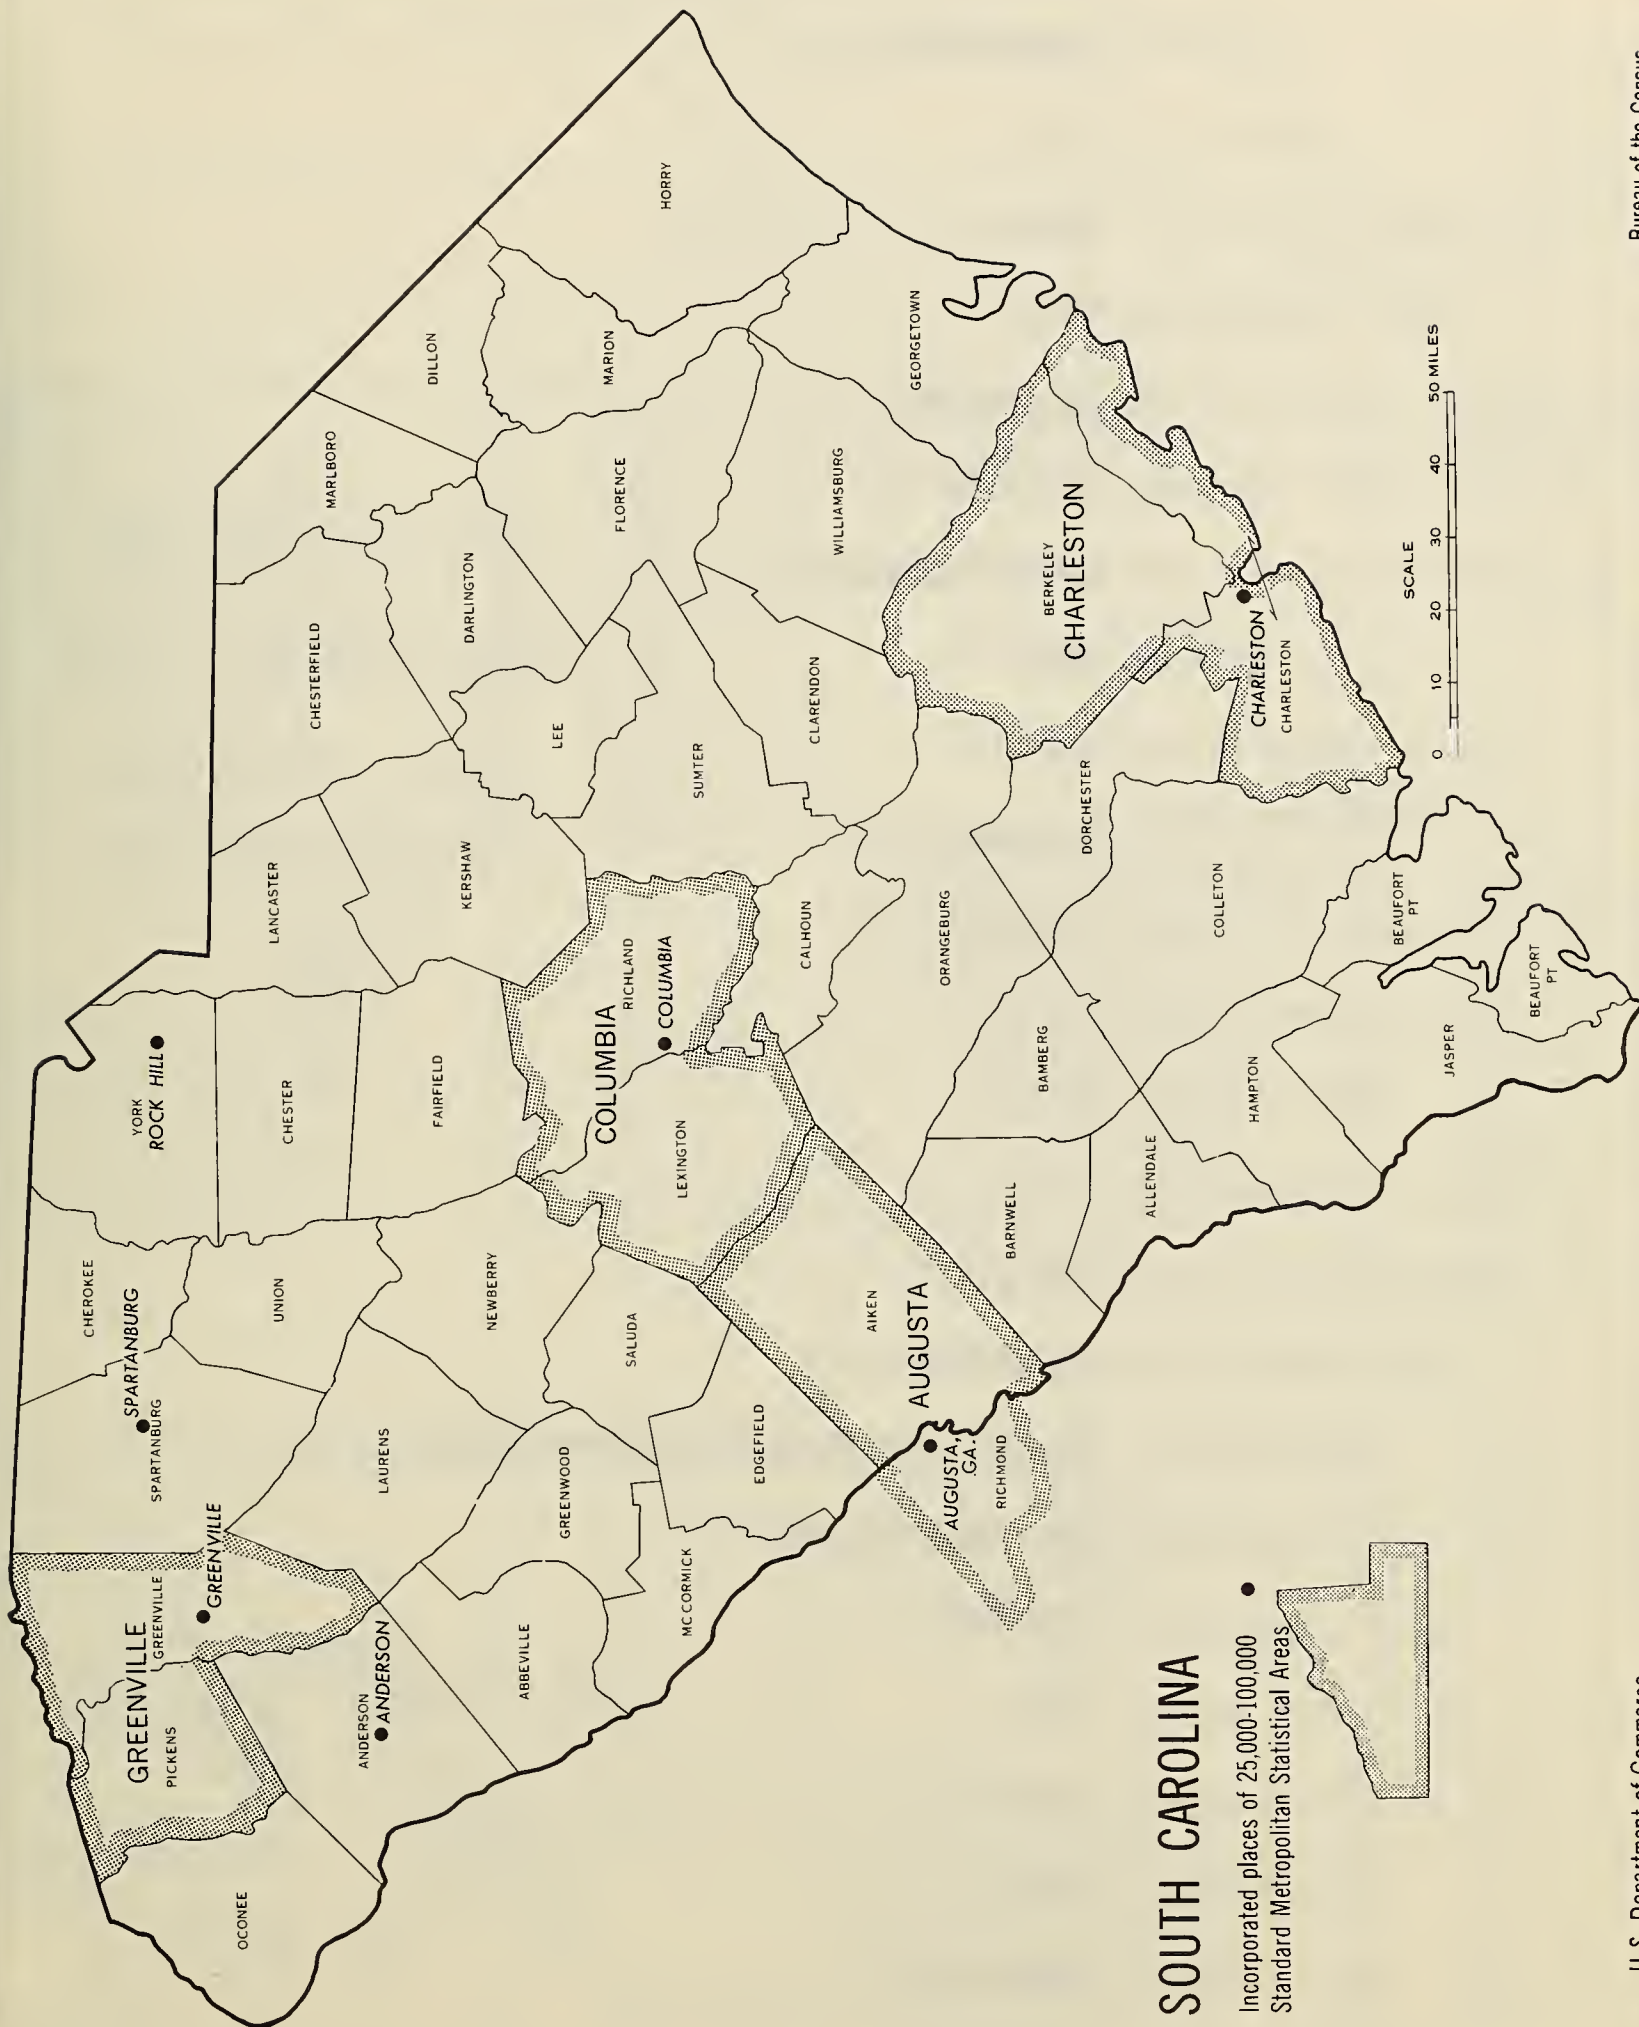 OCONEE
GREENVILLE
PICKENS
GREENVILLE
GREENVILLE
SPARTANBURG
SPARTANBURG
CHEROKEE
YORK
ROCK HILL
ANDERSON
ANDERSON
LAURENS
UNION
CHESTER
LANCASTER
CHESTERFIELD
MARLBORO
DILLON
ABBEVILLE
GREENWOOD
NEWBERRY
FAIRFIELD
KERSHAW
DARLINGTON
LEE
FLORENCE
MARION
HORRY
MC CORMICK
EDGEFIELD
SALUDA
LEXINGTON
COLUMBIA
RICHLAND
COLUMBIA
SUMTER
CLARENDON
WILLIAMSBURG
GEORGETOWN
AIKEN
AUGUSTA
AUGUSTA,
GA.
RICHMOND
CALHOUN
ORANGEBURG
BARNWELL
BAMBERG
ALLENDALE
DORCHESTER
BERKELEY
CHARLESTON
CHARLESTON
CHARLESTON
COLLETON
HAMPTON
JASPER
BEAUFORT
PT
BEAUFORT
PT
SOUTH CAROLINA
Incorporated places of 25,000-100,000
Standard Metropolitan Statistical Areas
SCALE
0 10 20 30 40 50 MILES
U.S. Department of Commerce
Bureau of the Census